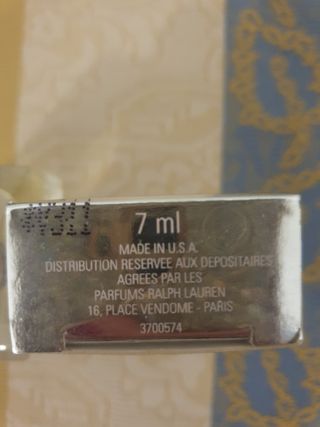 7 ml
MADE IN U.S.A.
DISTRIBUTION RESERVEE AUX DEPOSITAIRES
AGREES PAR LES
PARFUMS RALPH LAUREN
16, PLACE VENDOME - PARIS
3700574